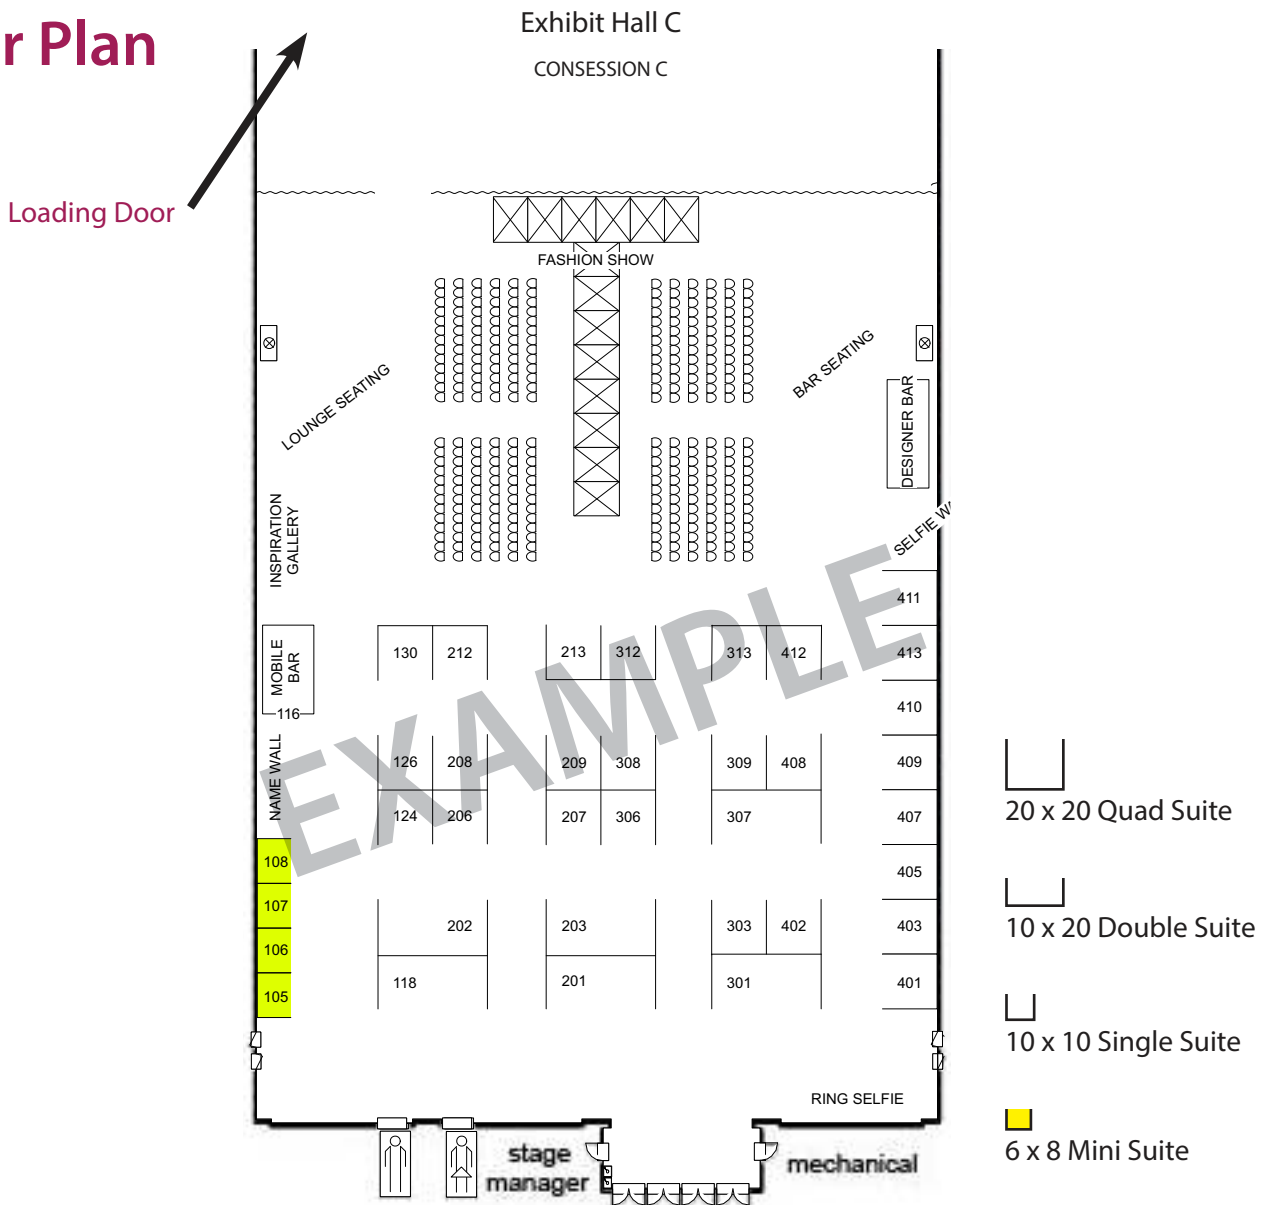 r Plan
Exhibit Hall C
CONSESSION C
Loading Door
FASHION SHOW
LOUNGE SEATING
BAR SEATING
DESIGNER BAR
INSPIRATION
GALLERY
SELFIE
EXAMPLE
411
MOBILE
BAR
130 212 213 312 313 412 413
116
410
NAME WALL
126 208 209 308 309 408 409
124 206 207 306 307 407
20 x 20 Quad Suite
108
405
107
202 203 303 402 403
10 x 20 Double Suite
106
118 201 301 401
105
10 x 10 Single Suite
RING SELFIE
6 x 8 Mini Suite
stage
manager
mechanical